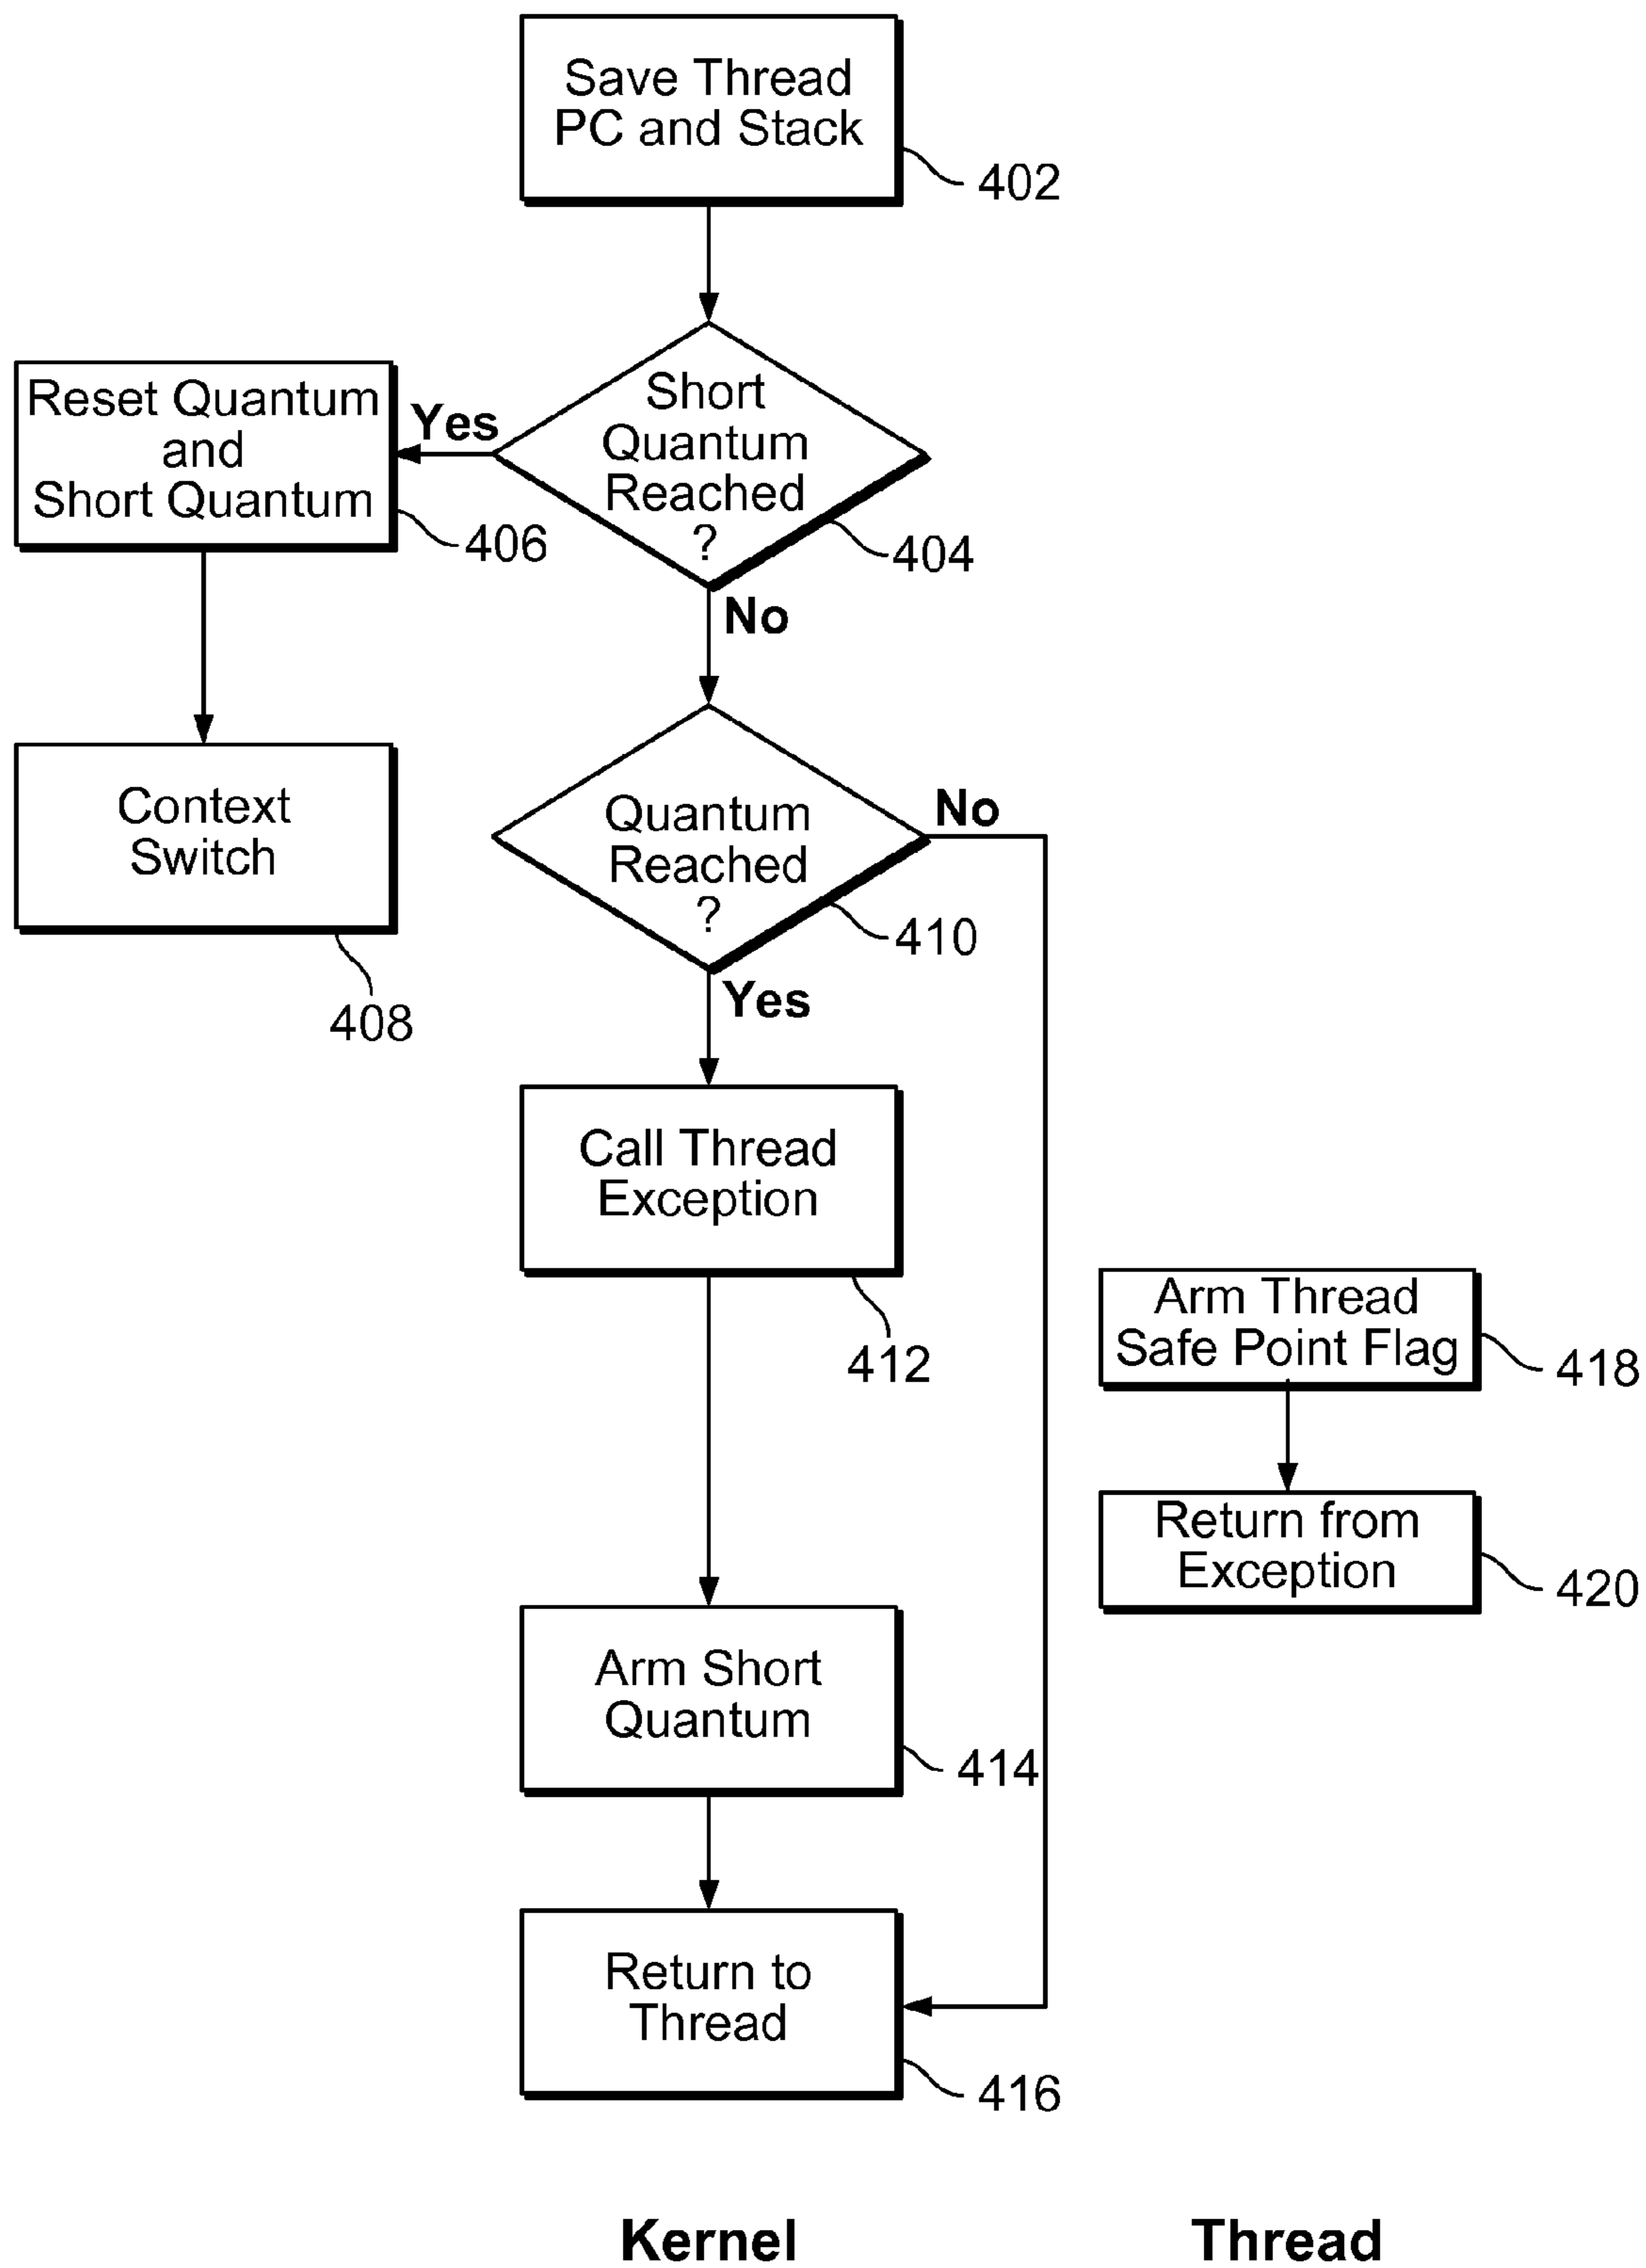 Save Thread
PC and Stack
402
Short
Quantum
Reached
?
404
Yes
Reset Quantum
and
Short Quantum
406
No
Context
Switch
408
Quantum
Reached
?
410
No
Yes
Call Thread
Exception
412
Arm Thread
Safe Point Flag
418
Return from
Exception
420
Arm Short
Quantum
414
Return to
Thread
416
Kernel
Thread